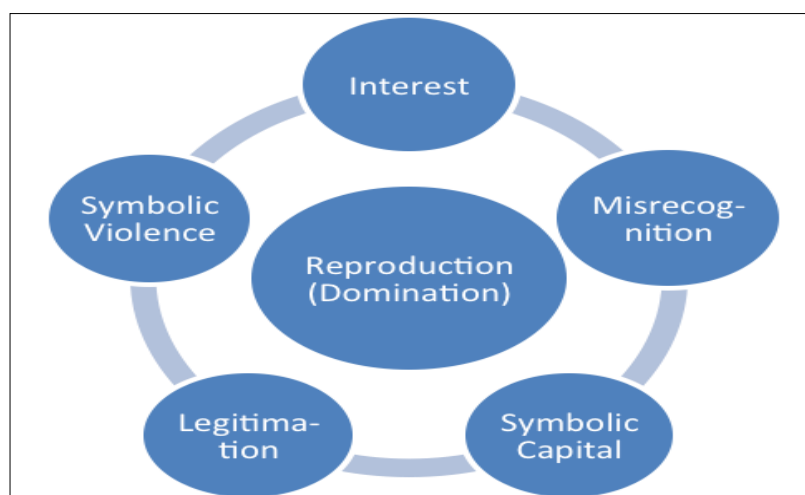 Interest
Symbolic
Violence
Misrecog-
nition
Reproduction
(Domination)
Legitima-
tion
Symbolic
Capital